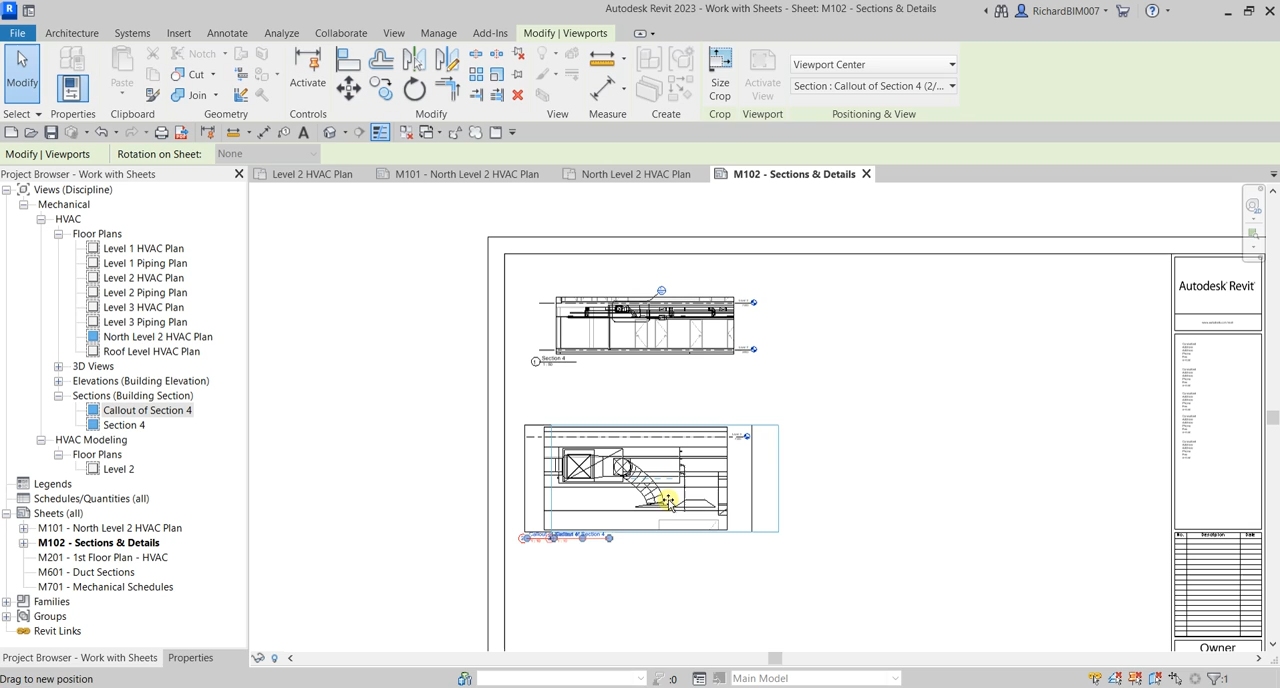 Autodesk Revit 2023 - Work with Sheets - Sheet: M102 - Sections & Details
RichardBIM007
File
Architecture
Systems
Insert
Annotate
Analyze
Collaborate
View
Manage
Add-Ins
Modify | Viewports
Modify
Paste
Notch
Cut
Join
Activate
Size
Crop
Activate
View
Viewport Center
Section : Callout of Section 4 (2/...
Select
Properties
Clipboard
Geometry
Controls
Modify
View
Measure
Create
Crop
Viewport
Positioning & View
Modify | Viewports
Rotation on Sheet:
None
Project Browser - Work with Sheets
Level 2 HVAC Plan
M101 - North Level 2 HVAC Plan
North Level 2 HVAC Plan
M102 - Sections & Details
Views (Discipline)
Mechanical
HVAC
Floor Plans
Level 1 HVAC Plan
Level 1 Piping Plan
Level 2 HVAC Plan
Level 2 Piping Plan
Level 3 HVAC Plan
Level 3 Piping Plan
North Level 2 HVAC Plan
Roof Level HVAC Plan
3D Views
Elevations (Building Elevation)
Sections (Building Section)
Callout of Section 4
Section 4
HVAC Modeling
Floor Plans
Level 2
Legends
Schedules/Quantities (all)
Sheets (all)
M101 - North Level 2 HVAC Plan
M102 - Sections & Details
M201 - 1st Floor Plan - HVAC
M601 - Duct Sections
M701 - Mechanical Schedules
Families
Groups
Revit Links
Section 4
Autodesk Revit
No.
Description
Date
Owner
Project Browser - Work with Sheets
Properties
Drag to new position
:0
Main Model
:1